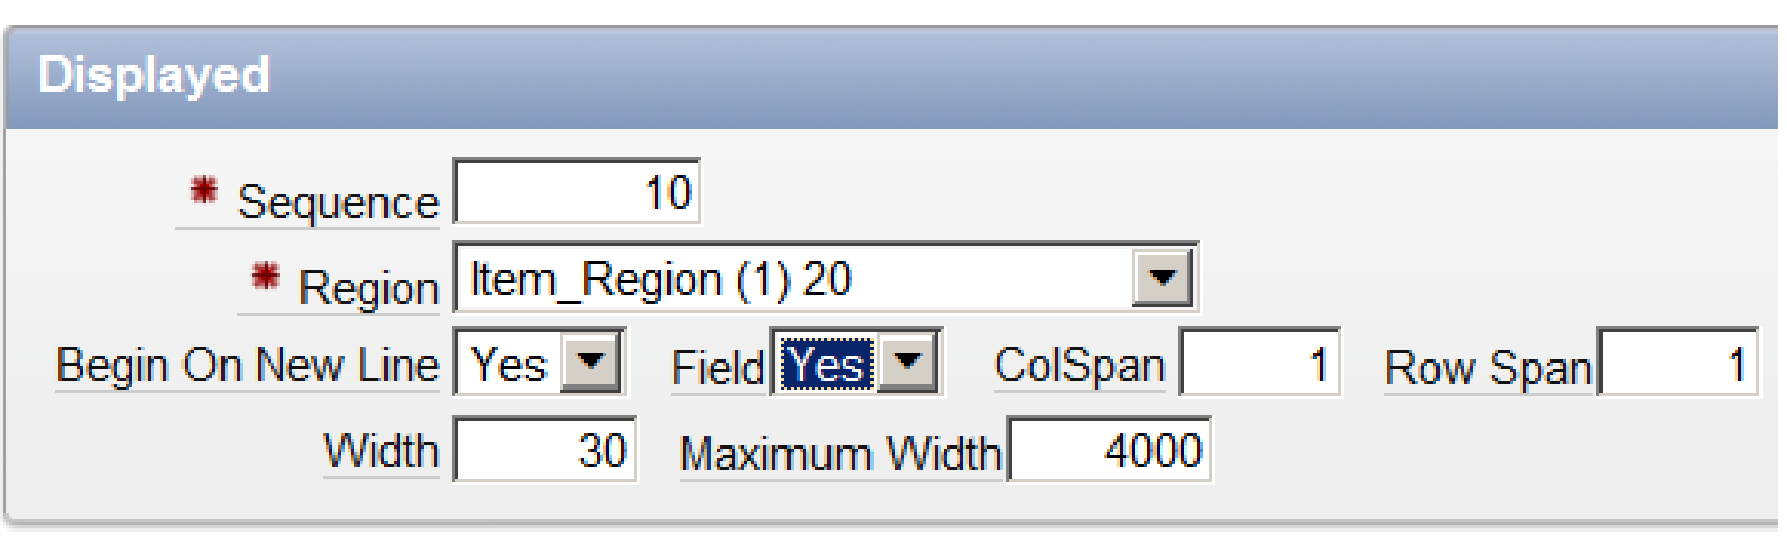 Displayed
* Sequence 10
* Region Item_Region (1) 20
Begin On New Line Yes Field Yes ColSpan 1 Row Span 1
Width 30 Maximum Width 4000